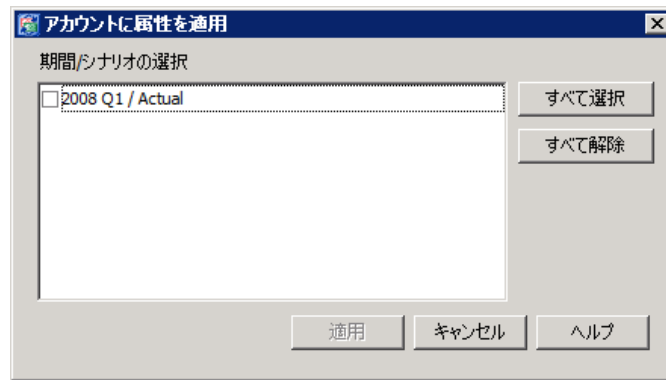 アカウントに属性を適用
期間/シナリオの選択
2008 Q1 / Actual
すべて選択
すべて解除
適用 キャンセル ヘルプ